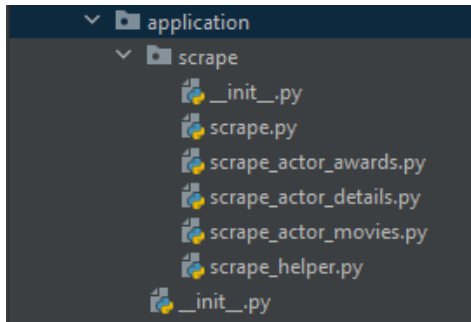 application
scrape
__init__.py
scrape.py
scrape_actor_awards.py
scrape_actor_details.py
scrape_actor_movies.py
scrape_helper.py
__init__.py